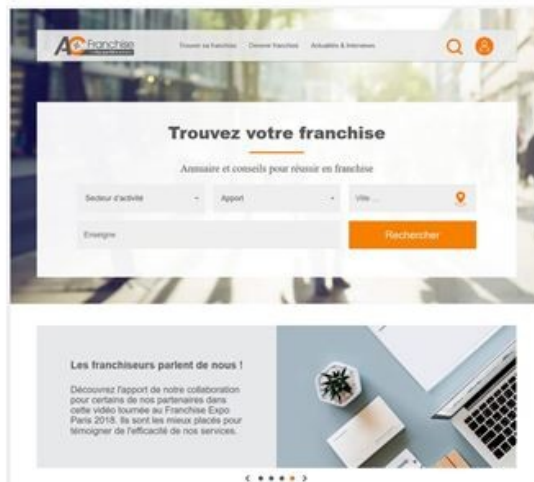 AC Franchise
Trouver sa franchise Devenir franchisé Actualités & Interviews
Trouvez votre franchise
Annuaire et conseils pour réussir en franchise
Secteur d'activité Apport Ville ...
Enseigne Rechercher
Les franchiseurs parlent de nous !
Découvrez l'apport de notre collaboration
pour certains de nos partenaires dans
cette vidéo tournée au Franchise Expo
Paris 2018. Ils sont les mieux placés pour
témoigner de l'efficacité de nos services.